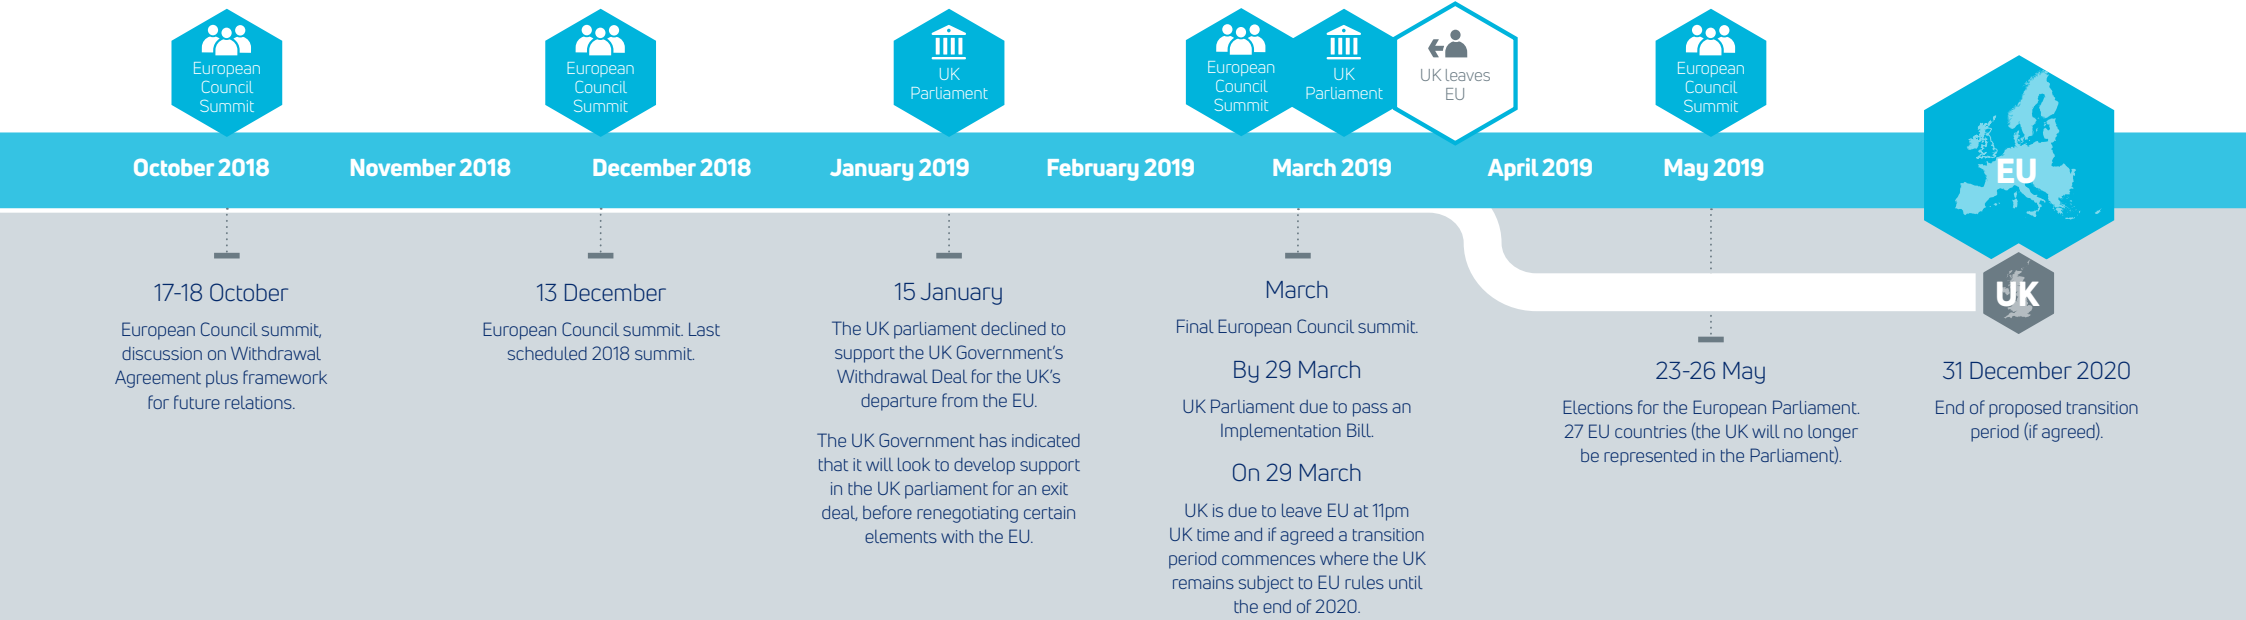 European
Council
Summit
European
Council
Summit
UK
Parliament
European
Council
Summit
UK
Parliament
UK leaves
EU
European
Council
Summit
October 2018
November 2018
December 2018
January 2019
February 2019
March 2019
April 2019
May 2019
EU
UK
17-18 October
European Council summit,
discussion on Withdrawal
Agreement plus framework
for future relations.
13 December
European Council summit. Last
scheduled 2018 summit.
15 January
The UK parliament declined to
support the UK Government's
Withdrawal Deal for the UK's
departure from the EU.
The UK Government has indicated
that it will look to develop support
in the UK parliament for an exit
deal, before renegotiating certain
elements with the EU.
March
Final European Council summit.
By 29 March
UK Parliament due to pass an
Implementation Bill.
On 29 March
UK is due to leave EU at 11pm
UK time and if agreed a transition
period commences where the UK
remains subject to EU rules until
the end of 2020.
23-26 May
Elections for the European Parliament.
27 EU countries (the UK will no longer
be represented in the Parliament).
31 December 2020
End of proposed transition
period (if agreed).